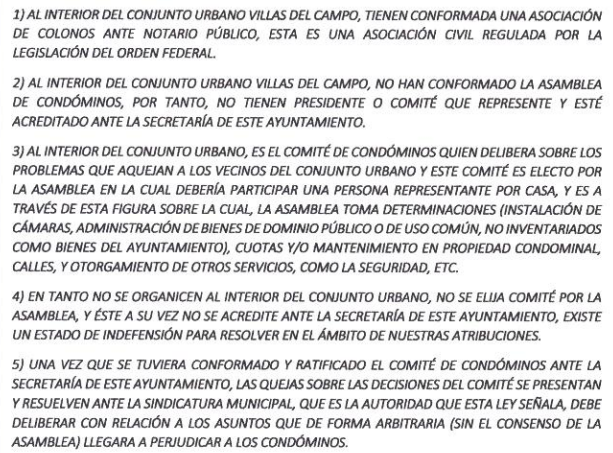 1) AL INTERIOR DEL CONJUNTO URBANO VILLAS DEL CAMPO, TIENEN CONFORMADA UNA ASOCIACIÓN
DE COLONOS ANTE NOTARIO PÚBLICO, ESTA ES UNA ASOCIACIÓN CIVIL REGULADA POR LA
LEGISLACIÓN DEL ORDEN FEDERAL.
2) AL INTERIOR DEL CONJUNTO URBANO VILLAS DEL CAMPO, NO HAN CONFORMADO LA ASAMBLEA
DE CONDÓMINOS, POR TANTO, NO TIENEN PRESIDENTE O COMITÉ QUE REPRESENTE Y ESTÉ
ACREDITADO ANTE LA SECRETARÍA DE ESTE AYUNTAMIENTO.
3) AL INTERIOR DEL CONJUNTO URBANO, ES EL COMITÉ DE CONDÓMINOS QUIEN DELIBERA SOBRE LOS
PROBLEMAS QUE AQUEJAN A LOS VECINOS DEL CONJUNTO URBANO Y ESTE COMITÉ ES ELECTO POR
LA ASAMBLEA EN LA CUAL DEBERÍA PARTICIPAR UNA PERSONA REPRESENTANTE POR CASA, Y ES A
TRAVÉS DE ESTA FIGURA SOBRE LA CUAL, LA ASAMBLEA TOMA DETERMINACIONES (INSTALACIÓN DE
CÁMARAS, ADMINISTRACIÓN DE BIENES DE DOMINIO PÚBLICO O DE USO COMÚN, NO INVENTARIADOS
COMO BIENES DEL AYUNTAMIENTO), CUOTAS Y/O MANTENIMIENTO EN PROPIEDAD CONDOMINAL,
CALLES, Y OTORGAMIENTO DE OTROS SERVICIOS, COMO LA SEGURIDAD, ETC.
4) EN TANTO NO SE ORGANICEN AL INTERIOR DEL CONJUNTO URBANO, NO SE ELIJA COMITÉ POR LA
ASAMBLEA, Y ÉSTE A SU VEZ NO SE ACREDITE ANTE LA SECRETARÍA DE ESTE AYUNTAMIENTO, EXISTE
UN ESTADO DE INDEFENSIÓN PARA RESOLVER EN EL ÁMBITO DE NUESTRAS ATRIBUCIONES.
5) UNA VEZ QUE SE TUVIERA CONFORMADO Y RATIFICADO EL COMITÉ DE CONDÓMINOS ANTE LA
SECRETARÍA DE ESTE AYUNTAMIENTO, LAS QUEJAS SOBRE LAS DECISIONES DEL COMITÉ SE PRESENTAN
Y RESUELVEN ANTE LA SINDICATURA MUNICIPAL, QUE ES LA AUTORIDAD QUE ESTA LEY SEÑALA, DEBE
DELIBERAR CON RELACIÓN A LOS ASUNTOS QUE DE FORMA ARBITRARIA (SIN EL CONSENSO DE LA
ASAMBLEA) LLEGARA A PERJUDICAR A LOS CONDÓMINOS.